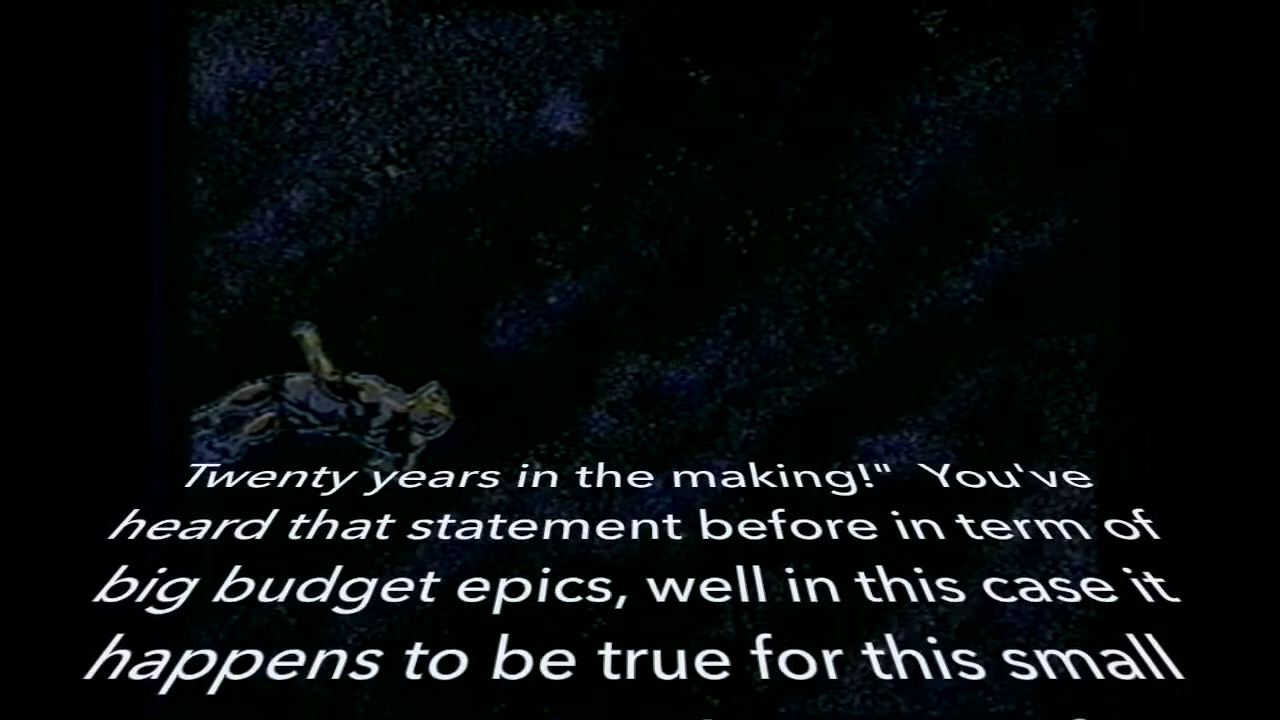 Twenty years in the making!" You've
heard that statement before in term of
big budget epics, well in this case it
happens to be true for this small